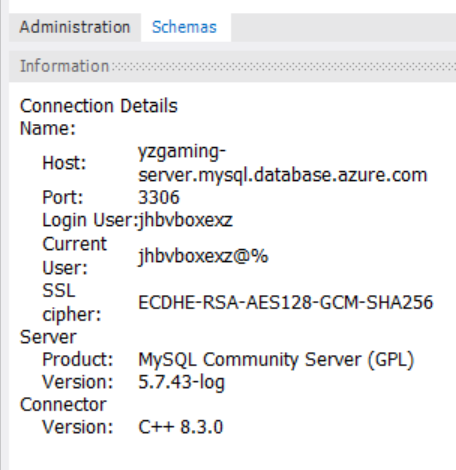 Administration Schemas
Information
Connection Details
Name:
Host: yzgaming-
server.mysql.database.azure.com
Port: 3306
Login User:jhbvboxexz
Current
User: jhbvboxexz@%
SSL
cipher: ECDHE-RSA-AES128-GCM-SHA256
Server
Product: MySQL Community Server (GPL)
Version: 5.7.43-log
Connector
Version: C++ 8.3.0